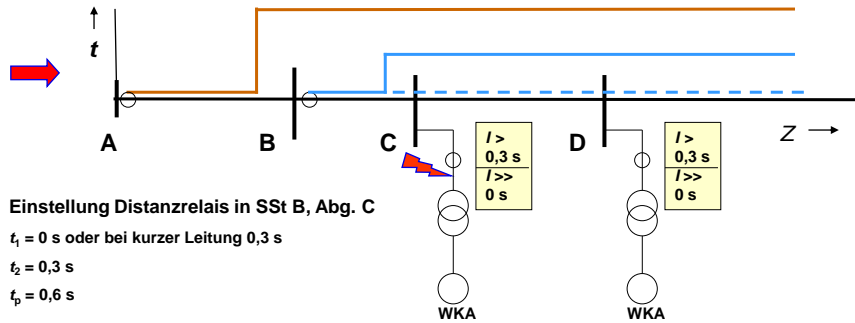 t
A
B
C
D
Z
I >
0,3 s
I >>
0 s
I >
0,3 s
I >>
0 s
Einstellung Distanzrelais in SSt B, Abg. C
t₁ = 0 s oder bei kurzer Leitung 0,3 s
t₂ = 0,3 s
tₚ = 0,6 s
WKA
WKA